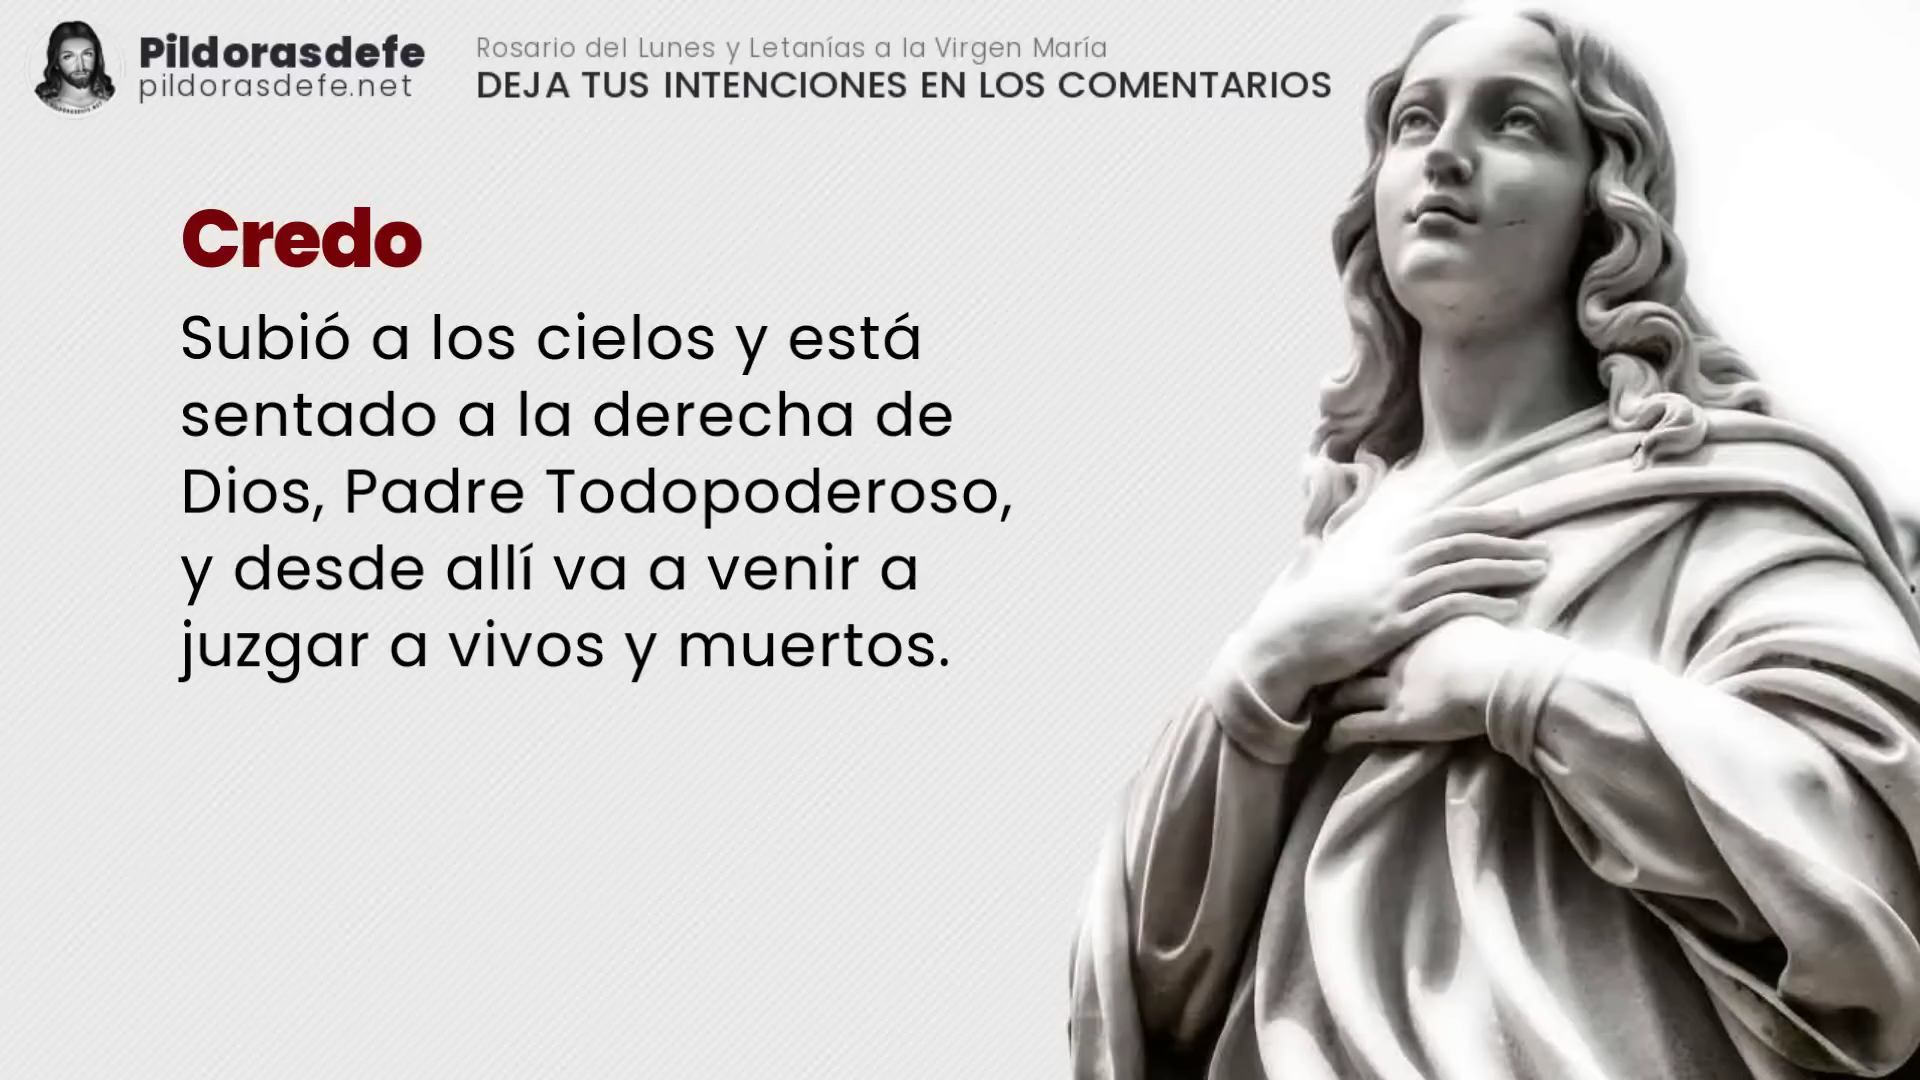 Pildorasdefe
pildorasdefe.net
Rosario del Lunes y Letanías a la Virgen María
DEJA TUS INTENCIONES EN LOS COMENTARIOS
Credo
Subió a los cielos y está
sentado a la derecha de
Dios, Padre Todopoderoso,
y desde allí va a venir a
juzgar a vivos y muertos.